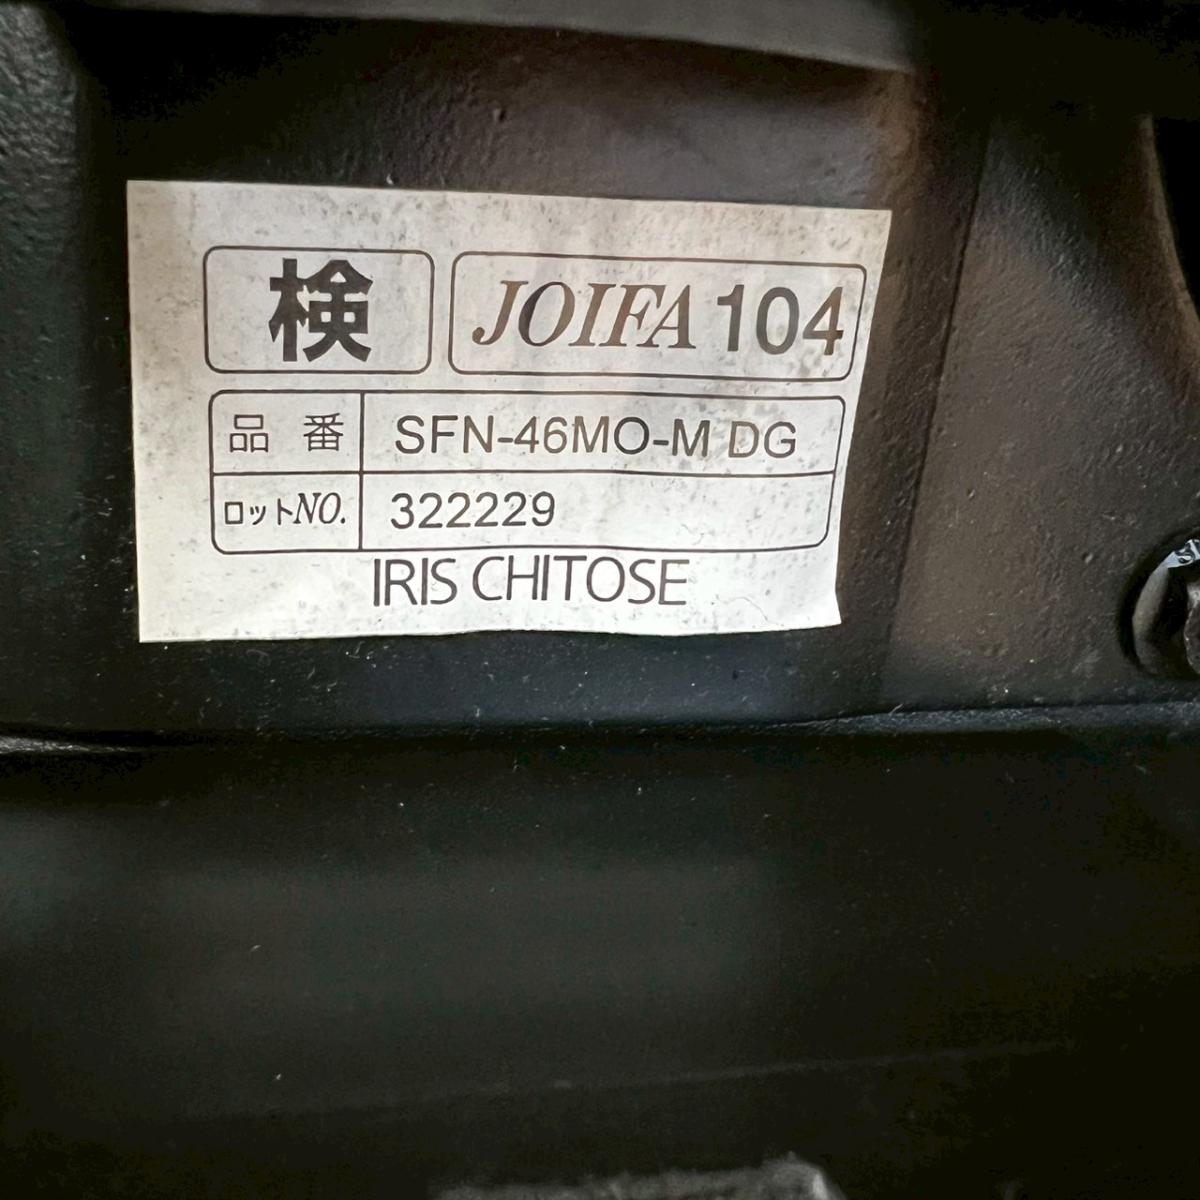 検 JOIFA 104
品番 SFN-46MO-M DG
ロットNO. 322229
IRIS CHITOSE